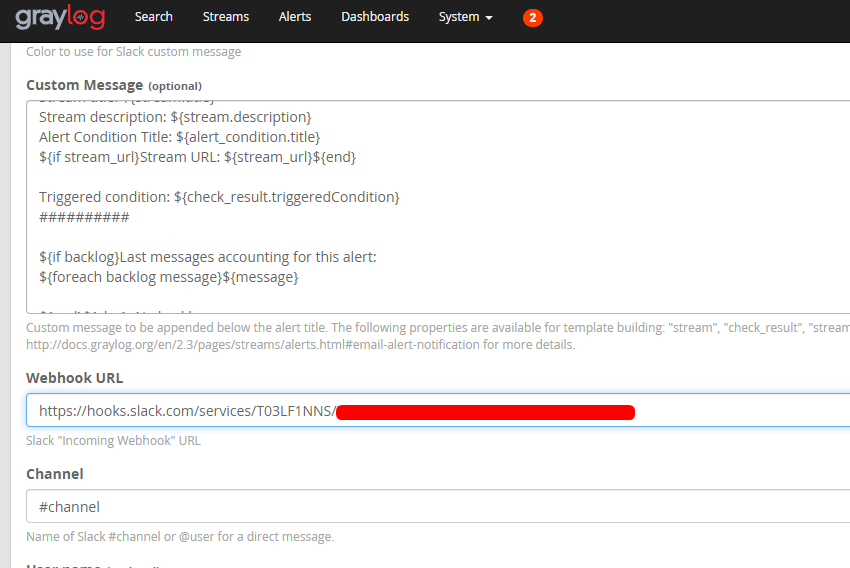 graylog Search Streams Alerts Dashboards System 2
Color to use for Slack custom message
Custom Message (optional)
Stream description: ${stream.description}
Alert Condition Title: ${alert_condition.title}
${if stream_url}Stream URL: ${stream_url}${end}
Triggered condition: ${check_result.triggeredCondition}
##########
${if backlog}Last messages accounting for this alert:
${foreach backlog message}${message}
Custom message to be appended below the alert title. The following properties are available for template building: "stream", "check_result", "stream
http://docs.graylog.org/en/2.3/pages/streams/alerts.html#email-alert-notification for more details.
Webhook URL
https://hooks.slack.com/services/T03LF1NNS/
Slack "Incoming Webhook" URL
Channel
#channel
Name of Slack #channel or @user for a direct message.